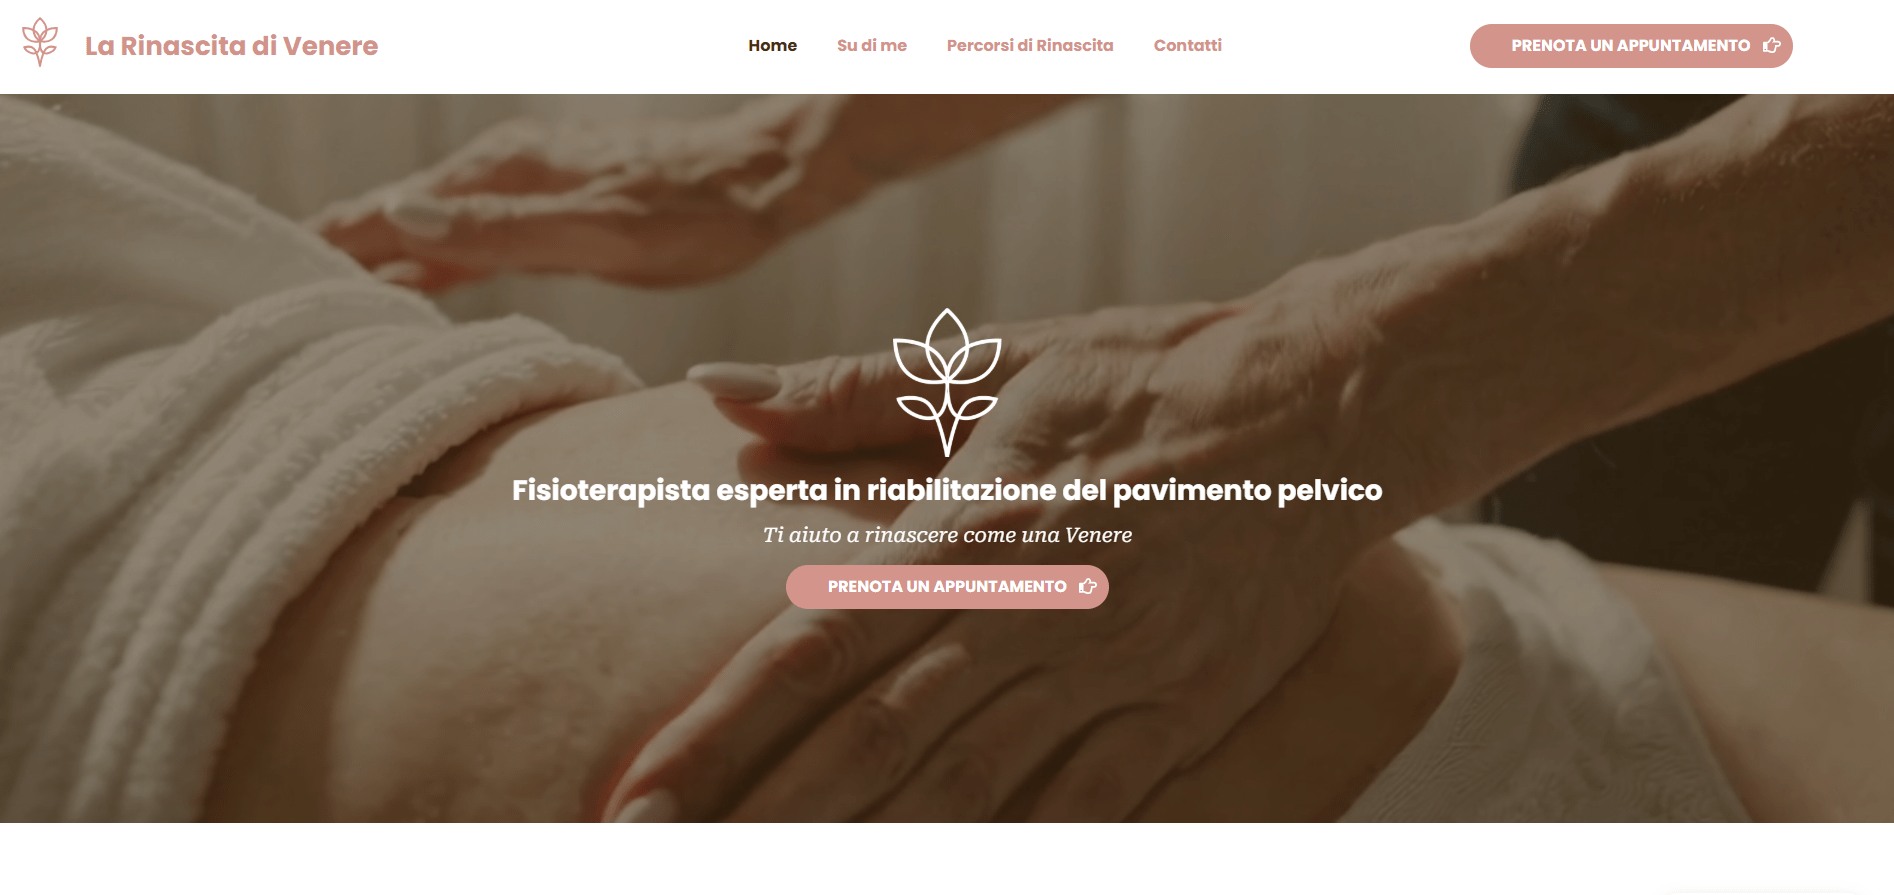 La Rinascita di Venere
Home
Su di me
Percorsi di Rinascita
Contatti
PRENOTA UN APPUNTAMENTO
Fisioterapista esperta in riabilitazione del pavimento pelvico
Ti aiuto a rinascere come una Venere
PRENOTA UN APPUNTAMENTO